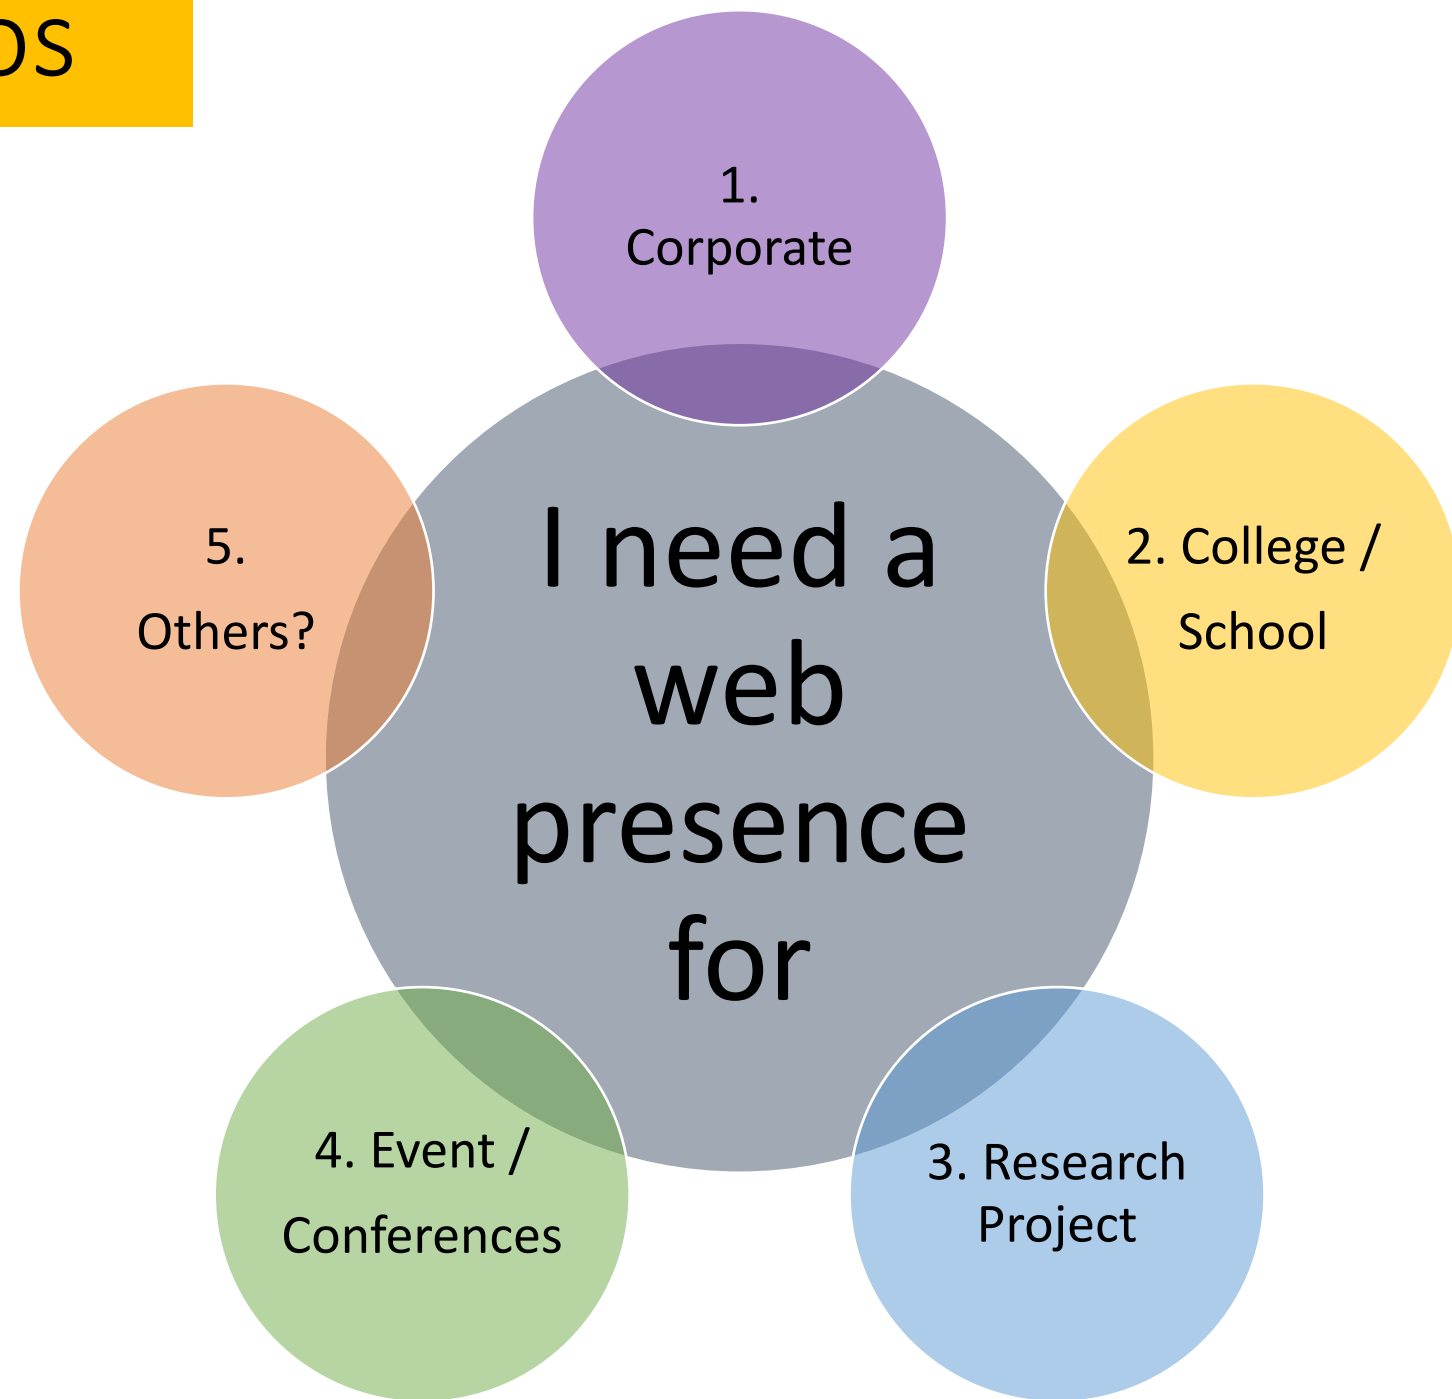 DS
1.
Corporate
2. College /
School
3. Research
Project
4. Event /
Conferences
5.
Others?
I need a
web
presence
for